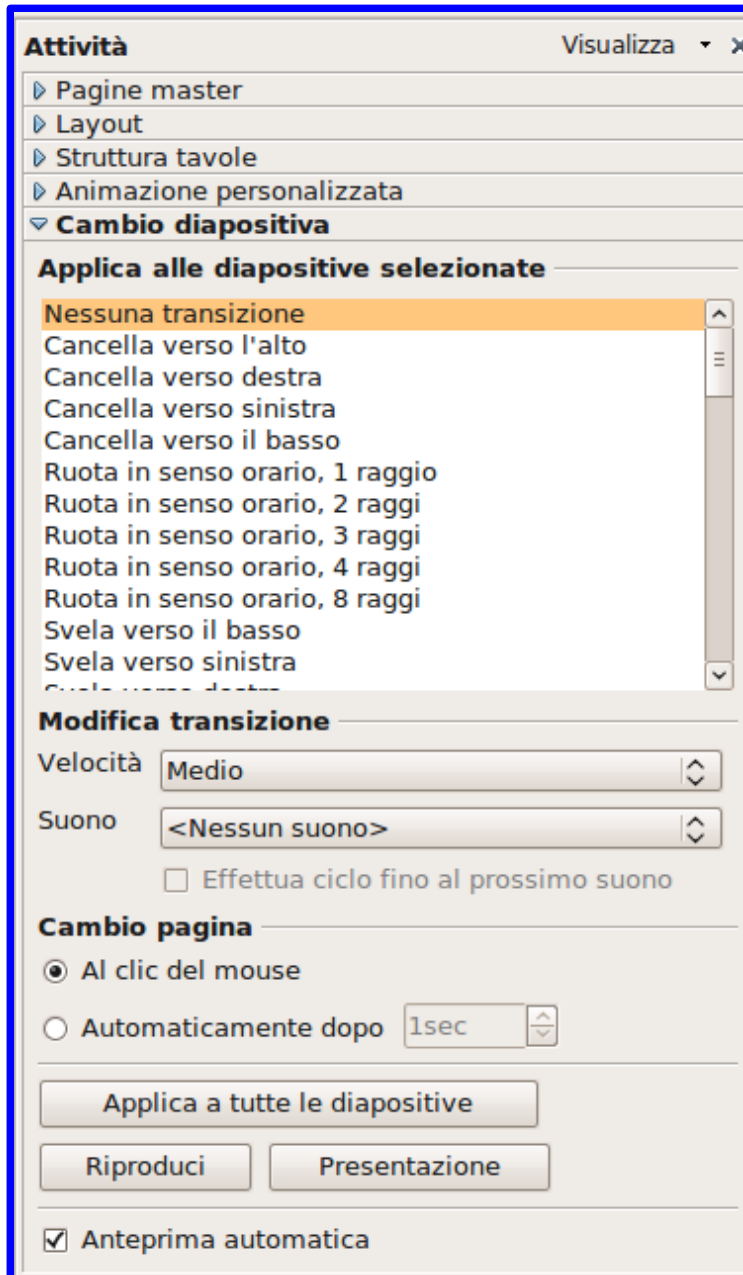 Attività Visualizza
Pagine master
Layout
Struttura tavole
Animazione personalizzata
Cambio diapositiva
Applica alle diapositive selezionate
Nessuna transizione
Cancella verso l'alto
Cancella verso destra
Cancella verso sinistra
Cancella verso il basso
Ruota in senso orario, 1 raggio
Ruota in senso orario, 2 raggi
Ruota in senso orario, 3 raggi
Ruota in senso orario, 4 raggi
Ruota in senso orario, 8 raggi
Svela verso il basso
Svela verso sinistra
Modifica transizione
Velocità Medio
Suono <Nessun suono>
Effettua ciclo fino al prossimo suono
Cambio pagina
Al clic del mouse
Automaticamente dopo 1sec
Applica a tutte le diapositive
Riproduci Presentazione
Anteprima automatica